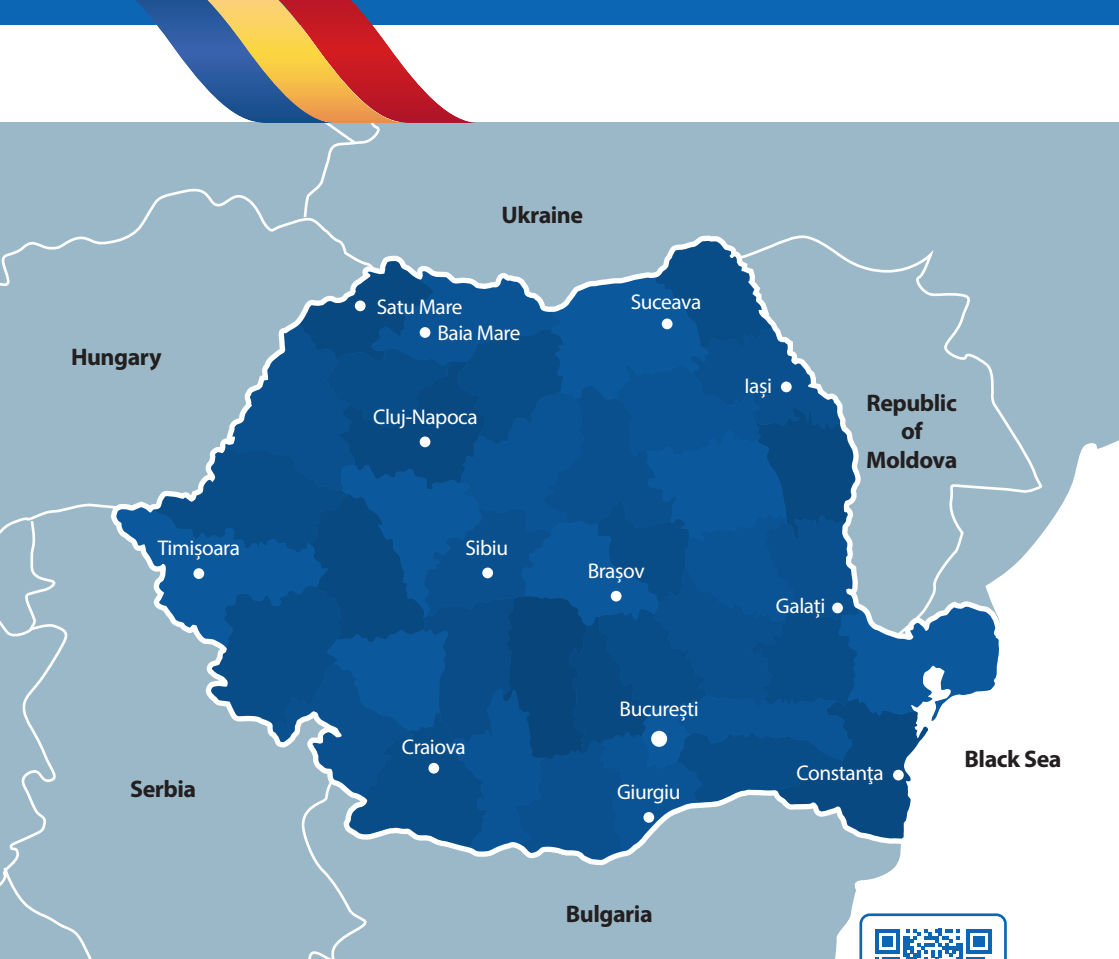 Ukraine
Suceava
Satu Mare
Baia Mare
Hungary
Iași
Republic
of
Moldova
Cluj-Napoca
Timișoara
Sibiu
Brașov
Galați
București
Craiova
Black Sea
Constanţa
Serbia
Giurgiu
Bulgaria